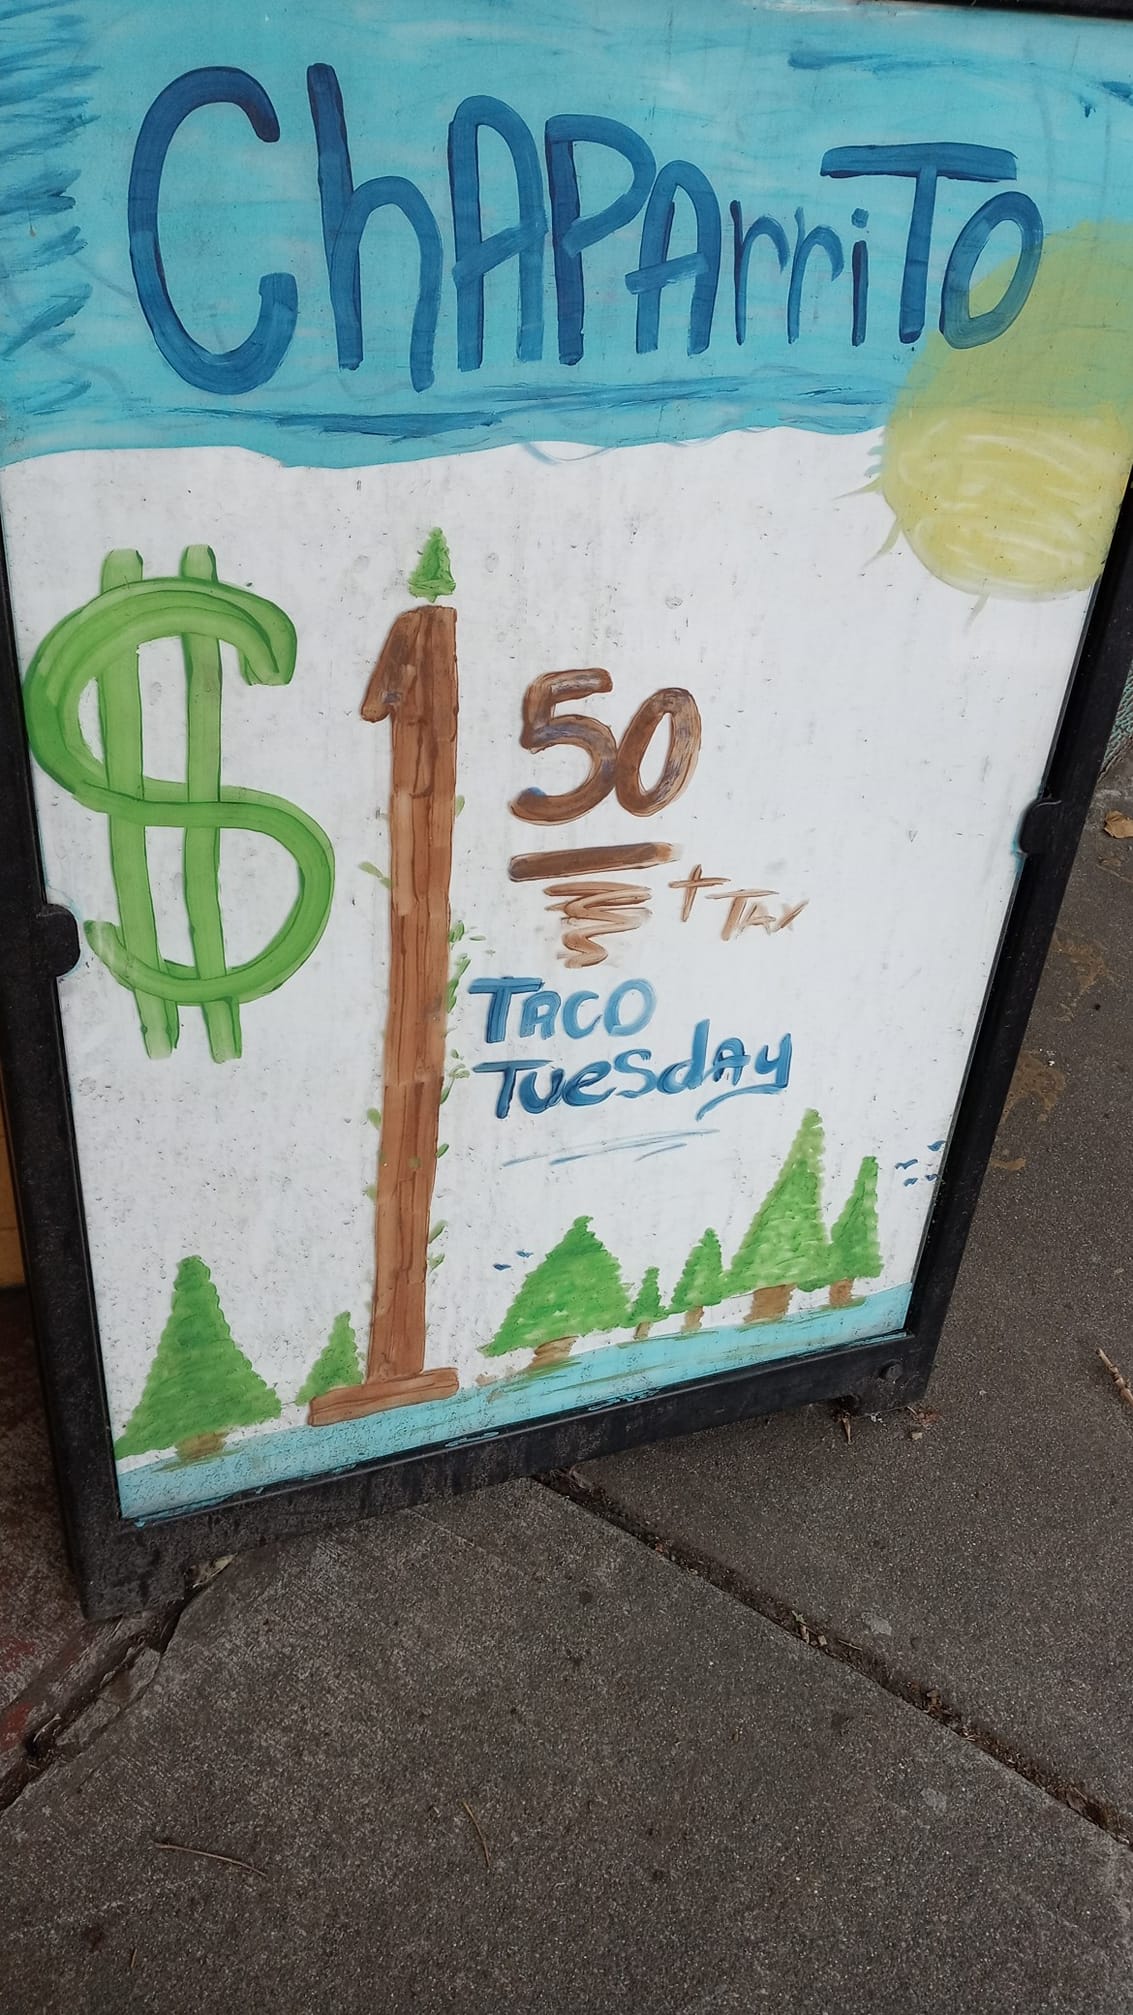 ChAPArriTo
$1 50
+ TAX
TACO
TuesdAy